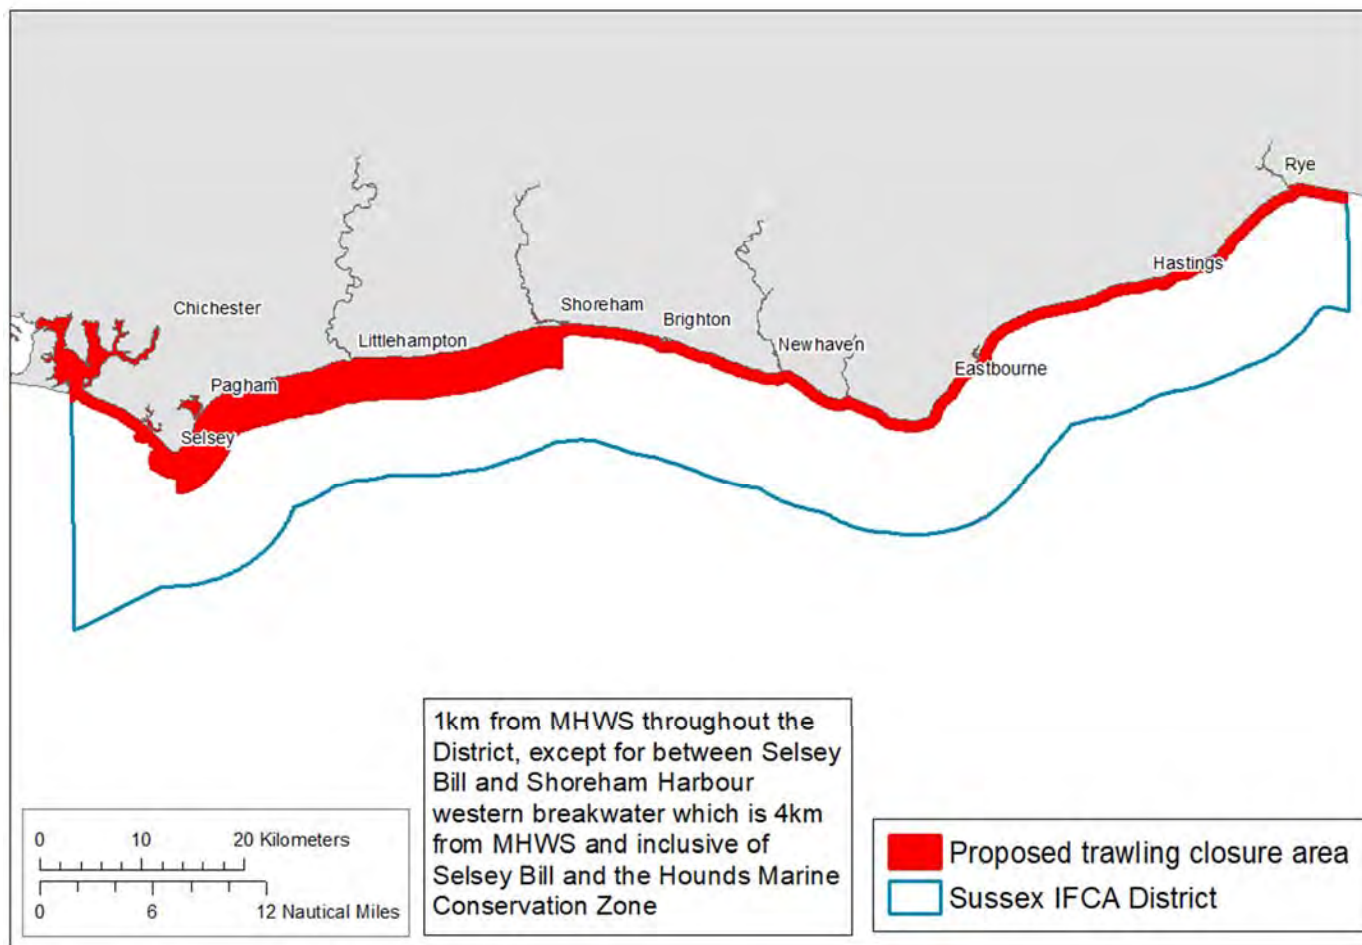 Rye
Hastings
Chichester
Shoreham
Brighton
Littlehampton
Newhaven
Eastbourne
Pagham
Selsey
1km from MHWS throughout the
District, except for between Selsey
Bill and Shoreham Harbour
western breakwater which is 4km
from MHWS and inclusive of
Selsey Bill and the Hounds Marine
Conservation Zone
0 10 20 Kilometers
0 6 12 Nautical Miles
Proposed trawling closure area
Sussex IFCA District